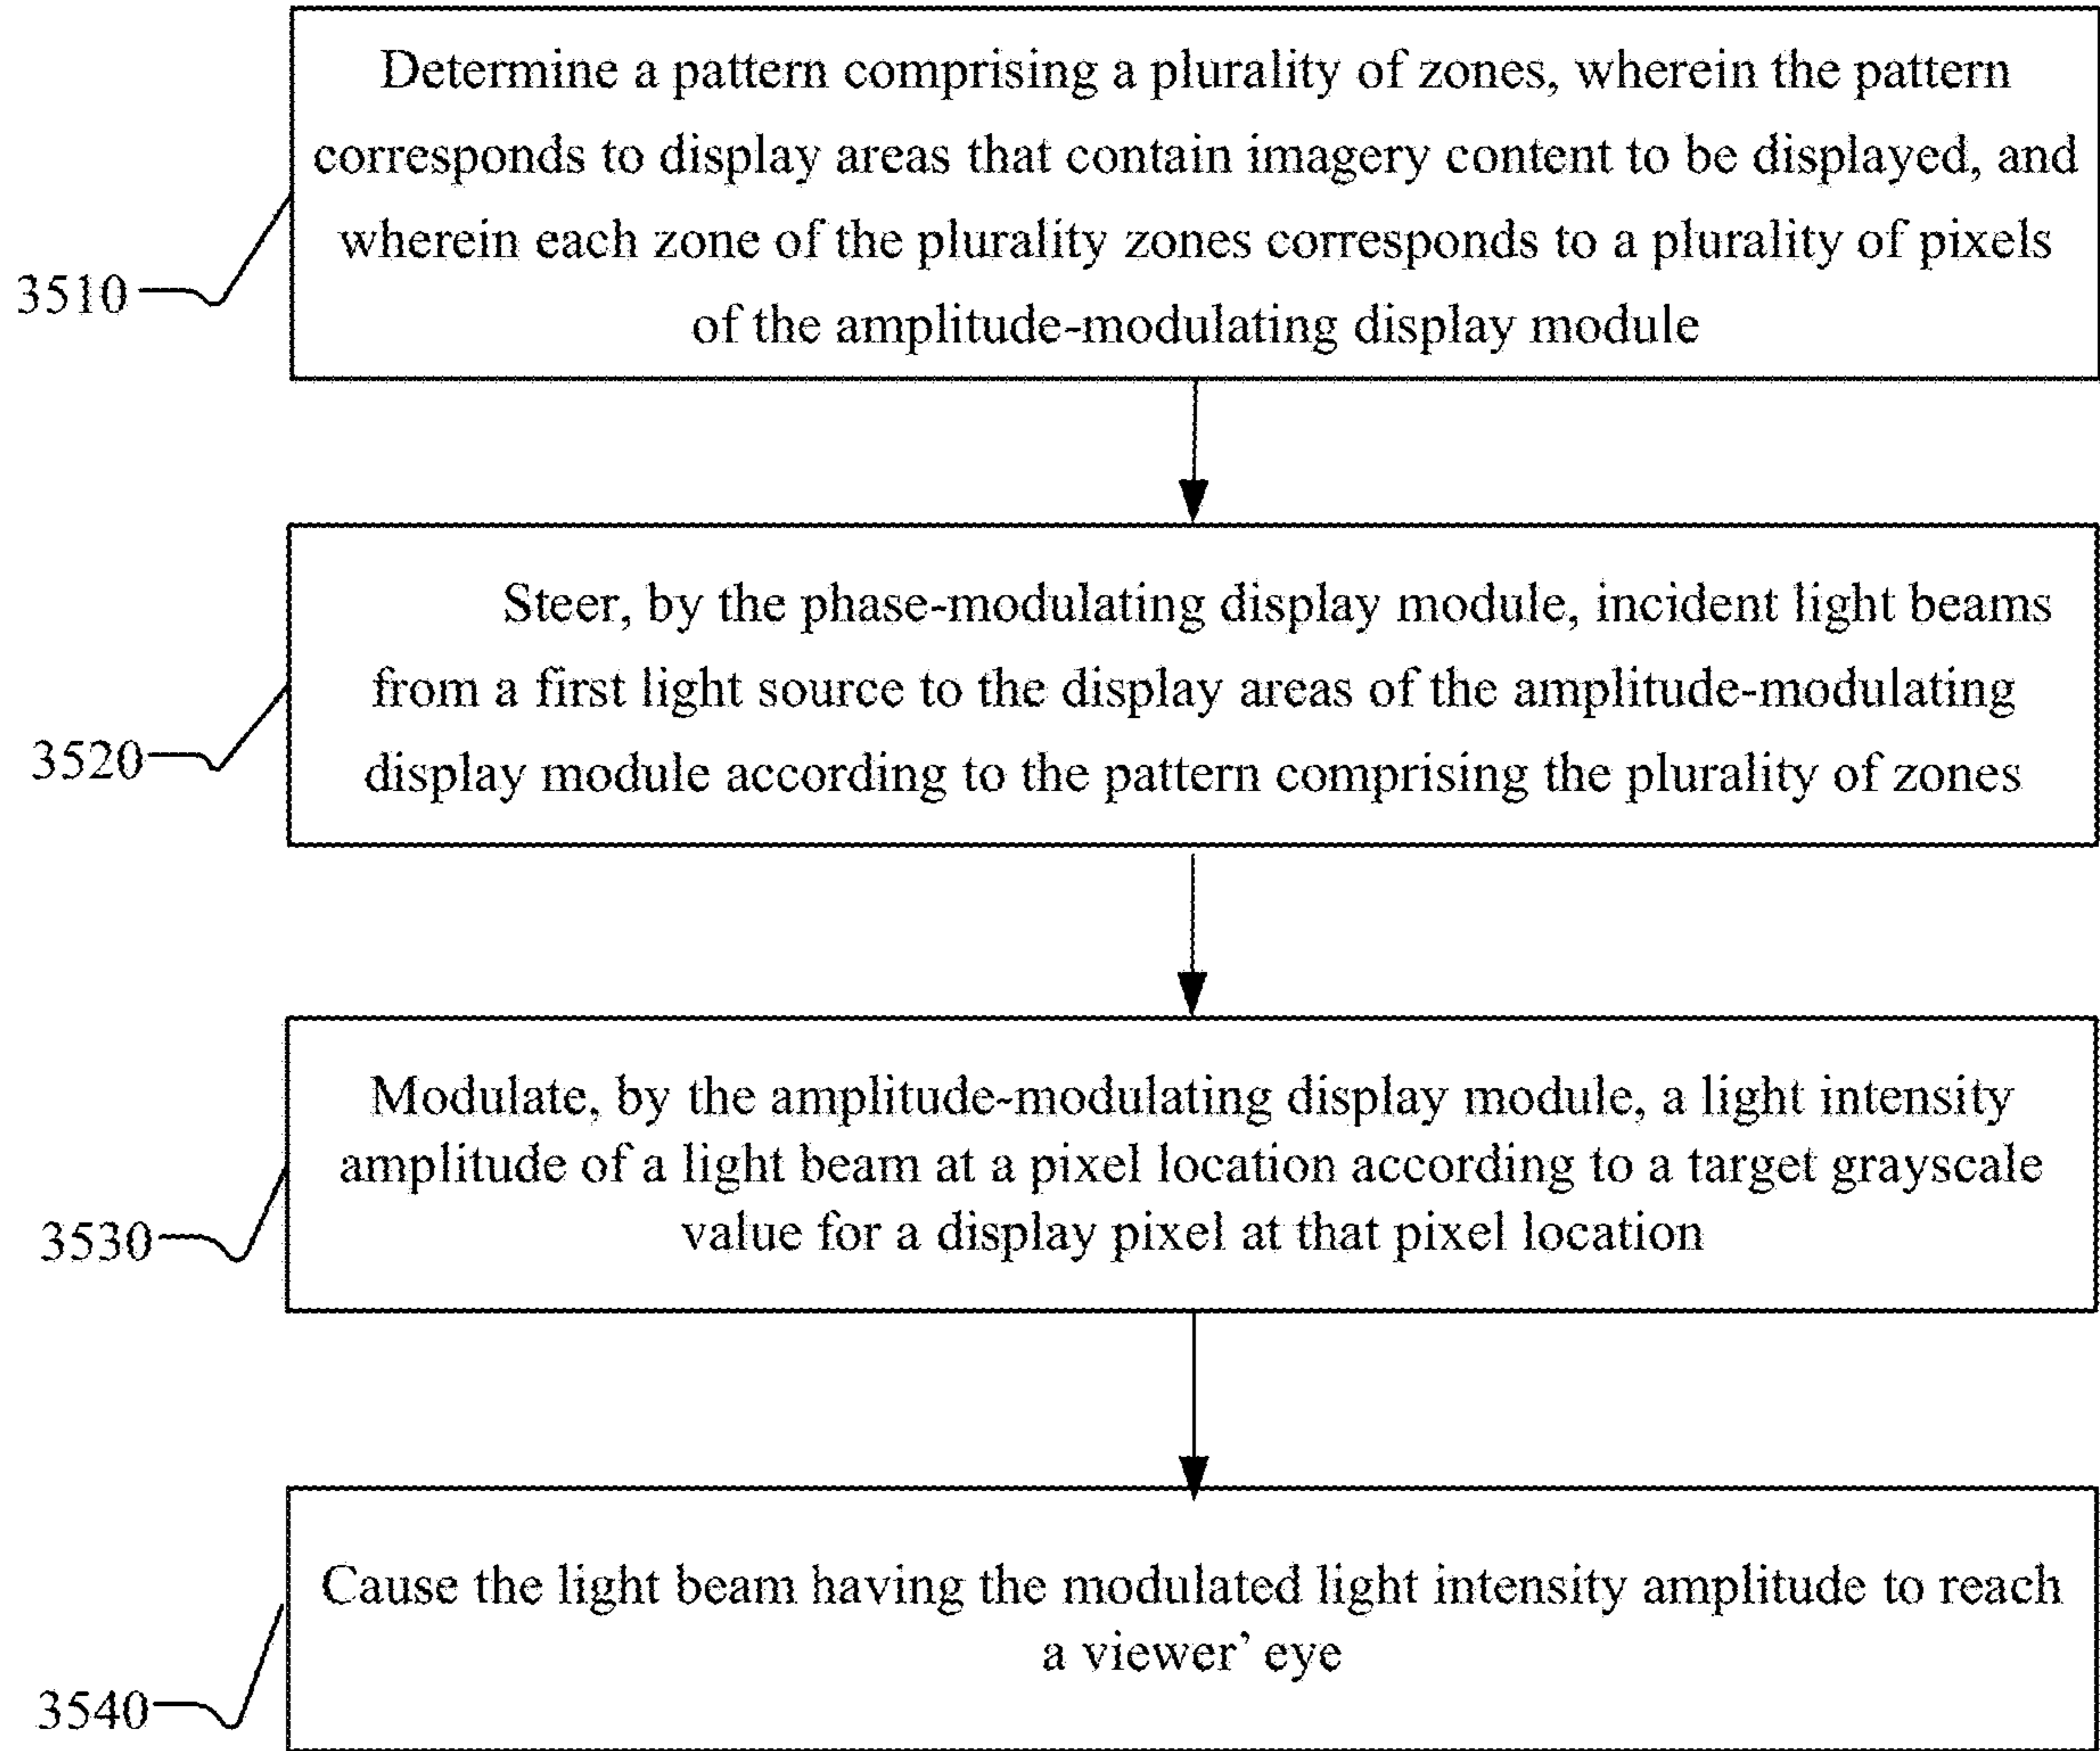 Determine a pattern comprising a plurality of zones, wherein the pattern
corresponds to display areas that contain imagery content to be displayed, and
wherein each zone of the plurality zones corresponds to a plurality of pixels
of the amplitude-modulating display module
3510
Steer, by the phase-modulating display module, incident light beams
from a first light source to the display areas of the amplitude-modulating
display module according to the pattern comprising the plurality of zones
3520
Modulate, by the amplitude-modulating display module, a light intensity
amplitude of a light beam at a pixel location according to a target grayscale
value for a display pixel at that pixel location
3530
Cause the light beam having the modulated light intensity amplitude to reach
a viewer’ eye
3540